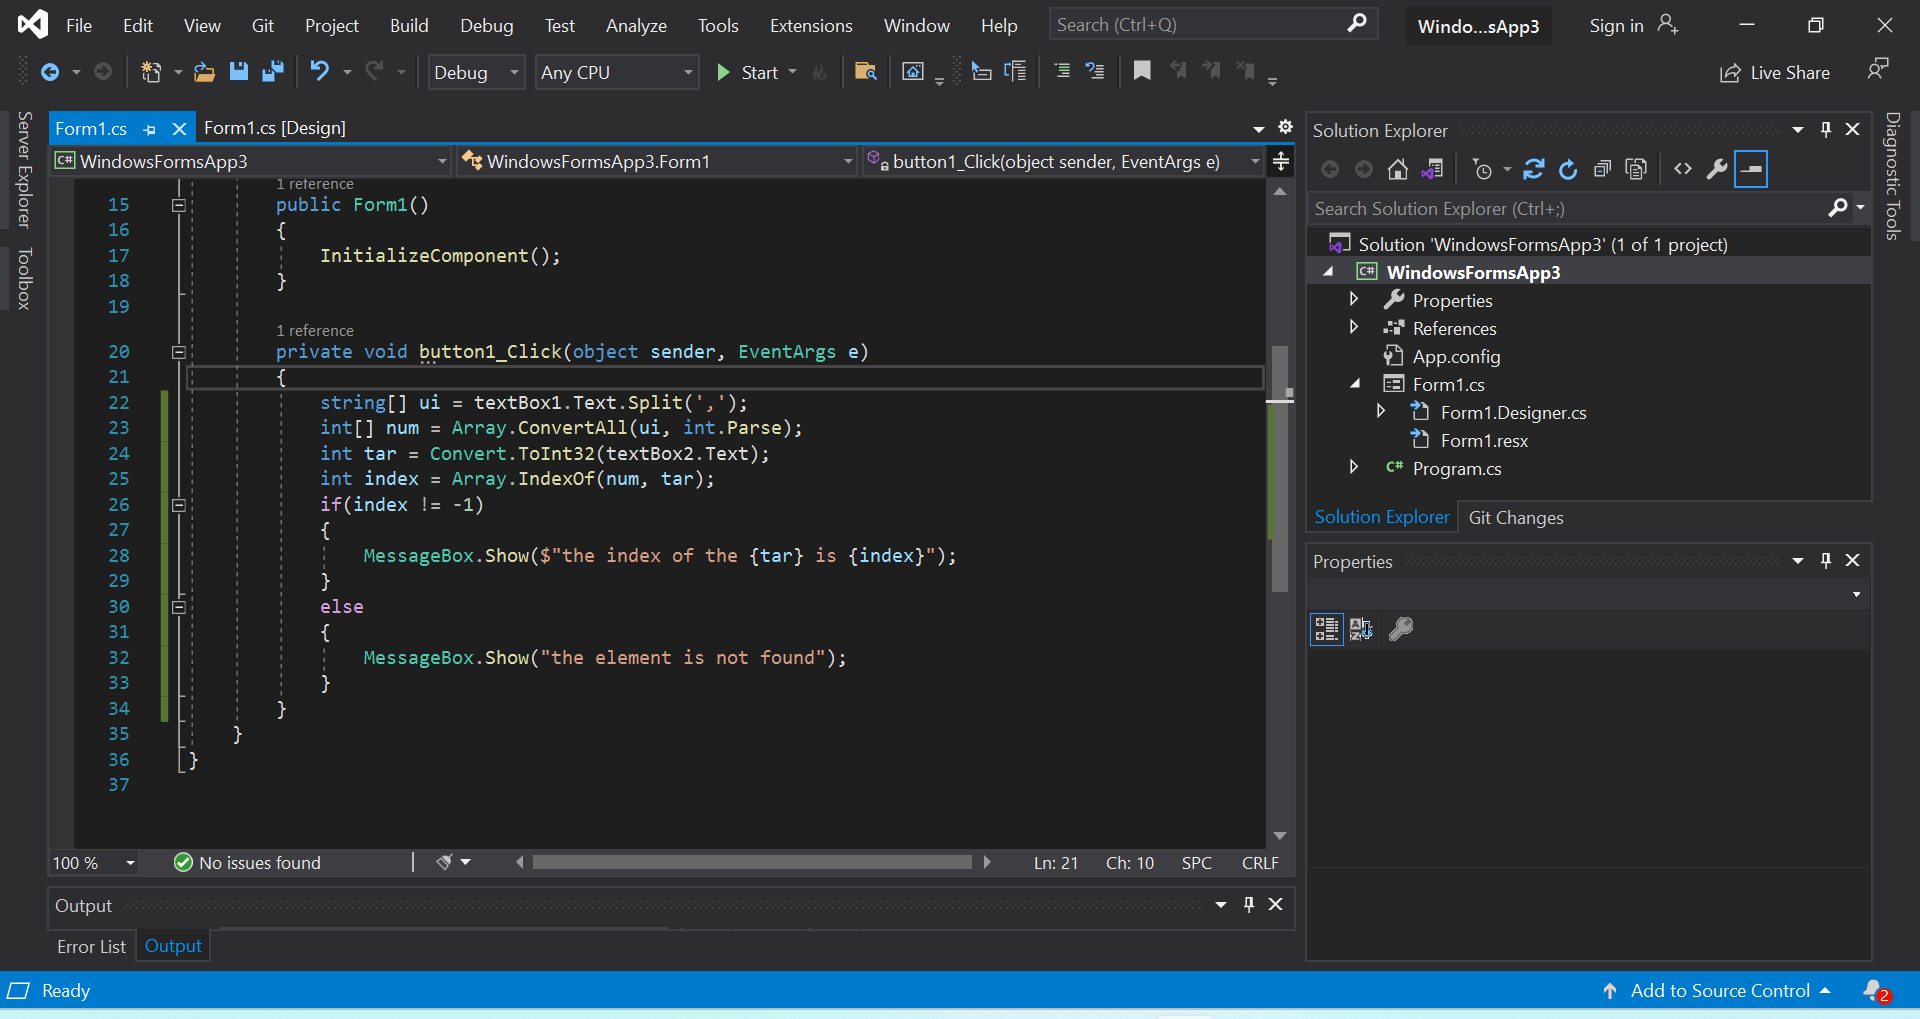 File Edit View Git Project Build Debug Test Analyze Tools Extensions Window Help Search (Ctrl+Q) Windo...sApp3 Sign in
Debug Any CPU Start Live Share
Server Explorer
Toolbox
Form1.cs Form1.cs [Design]
WindowsFormsApp3 WindowsFormsApp3.Form1 button1_Click(object sender, EventArgs e)
1 reference
15 public Form1()
16 {
17 InitializeComponent();
18 }
19
1 reference
20 private void button1_Click(object sender, EventArgs e)
21 {
22 string[] ui = textBox1.Text.Split(',');
23 int[] num = Array.ConvertAll(ui, int.Parse);
24 int tar = Convert.ToInt32(textBox2.Text);
25 int index = Array.IndexOf(num, tar);
26 if(index != -1)
27 {
28 MessageBox.Show($"the index of the {tar} is {index}");
29 }
30 else
31 {
32 MessageBox.Show("the element is not found");
33 }
34 }
35 }
36 }
37
100 % No issues found Ln: 21 Ch: 10 SPC CRLF
Output
Error List Output
Solution Explorer
Search Solution Explorer (Ctrl+;)
Solution 'WindowsFormsApp3' (1 of 1 project)
C# WindowsFormsApp3
Properties
References
App.config
Form1.cs
Form1.Designer.cs
Form1.resx
C# Program.cs
Solution Explorer Git Changes
Properties
Diagnostic Tools
Ready Add to Source Control 2